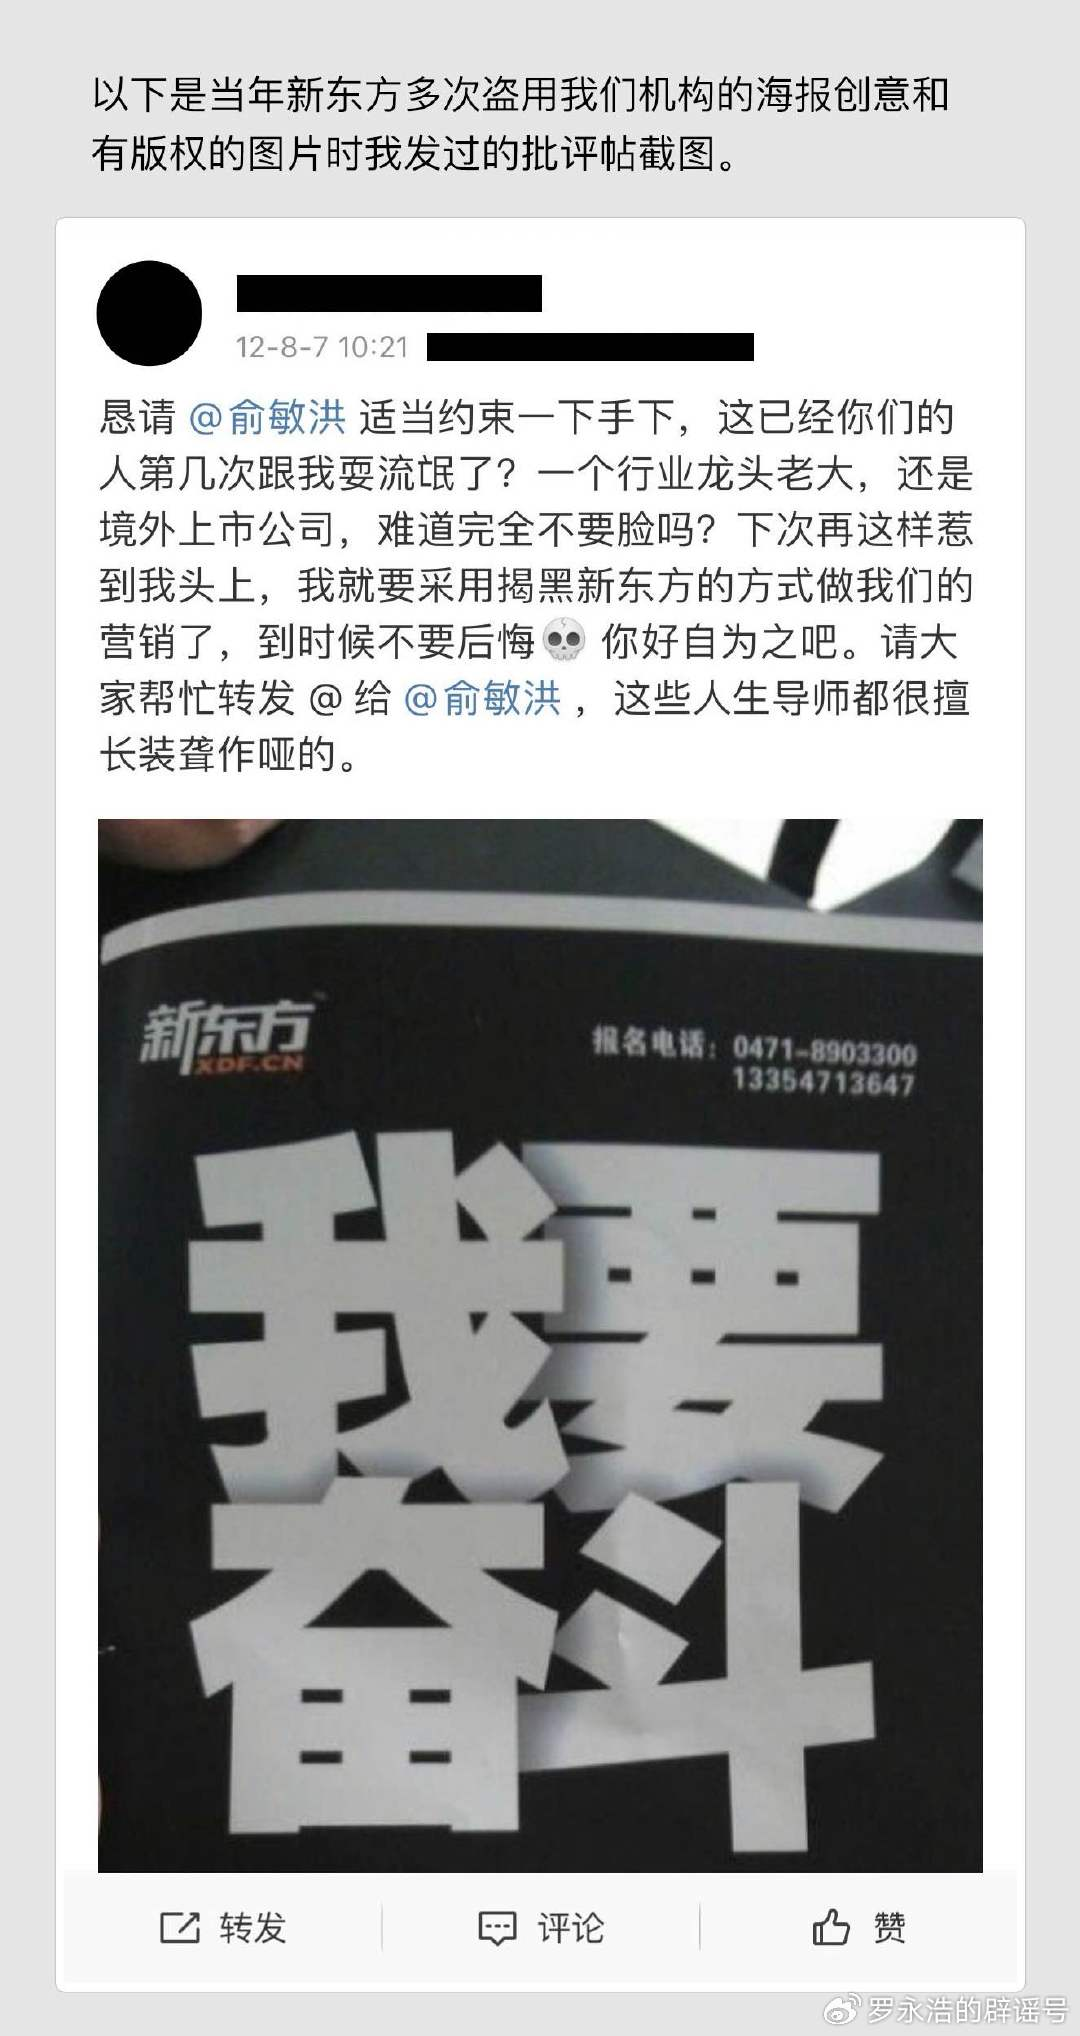 以下是当年新东方多次盗用我们机构的海报创意和
有版权的图片时我发过的批评帖截图。
12-8-7 10:21
恳请 @俞敏洪 适当约束一下手下，这已经你们的
人第几次跟我耍流氓了？一个行业龙头老大，还是
境外上市公司，难道完全不要脸吗？下次再这样惹
到我头上，我就要采用揭黑新东方的方式做我们的
营销了，到时候不要后悔💀 你好自为之吧。请大
家帮忙转发 @ 给 @俞敏洪 ，这些人生导师都很擅
长装聋作哑的。
新东方
XDF.CN
报名电话：0471-8903300
13354713647
我要
奋斗
转发
评论
赞
罗永浩的辟谣号